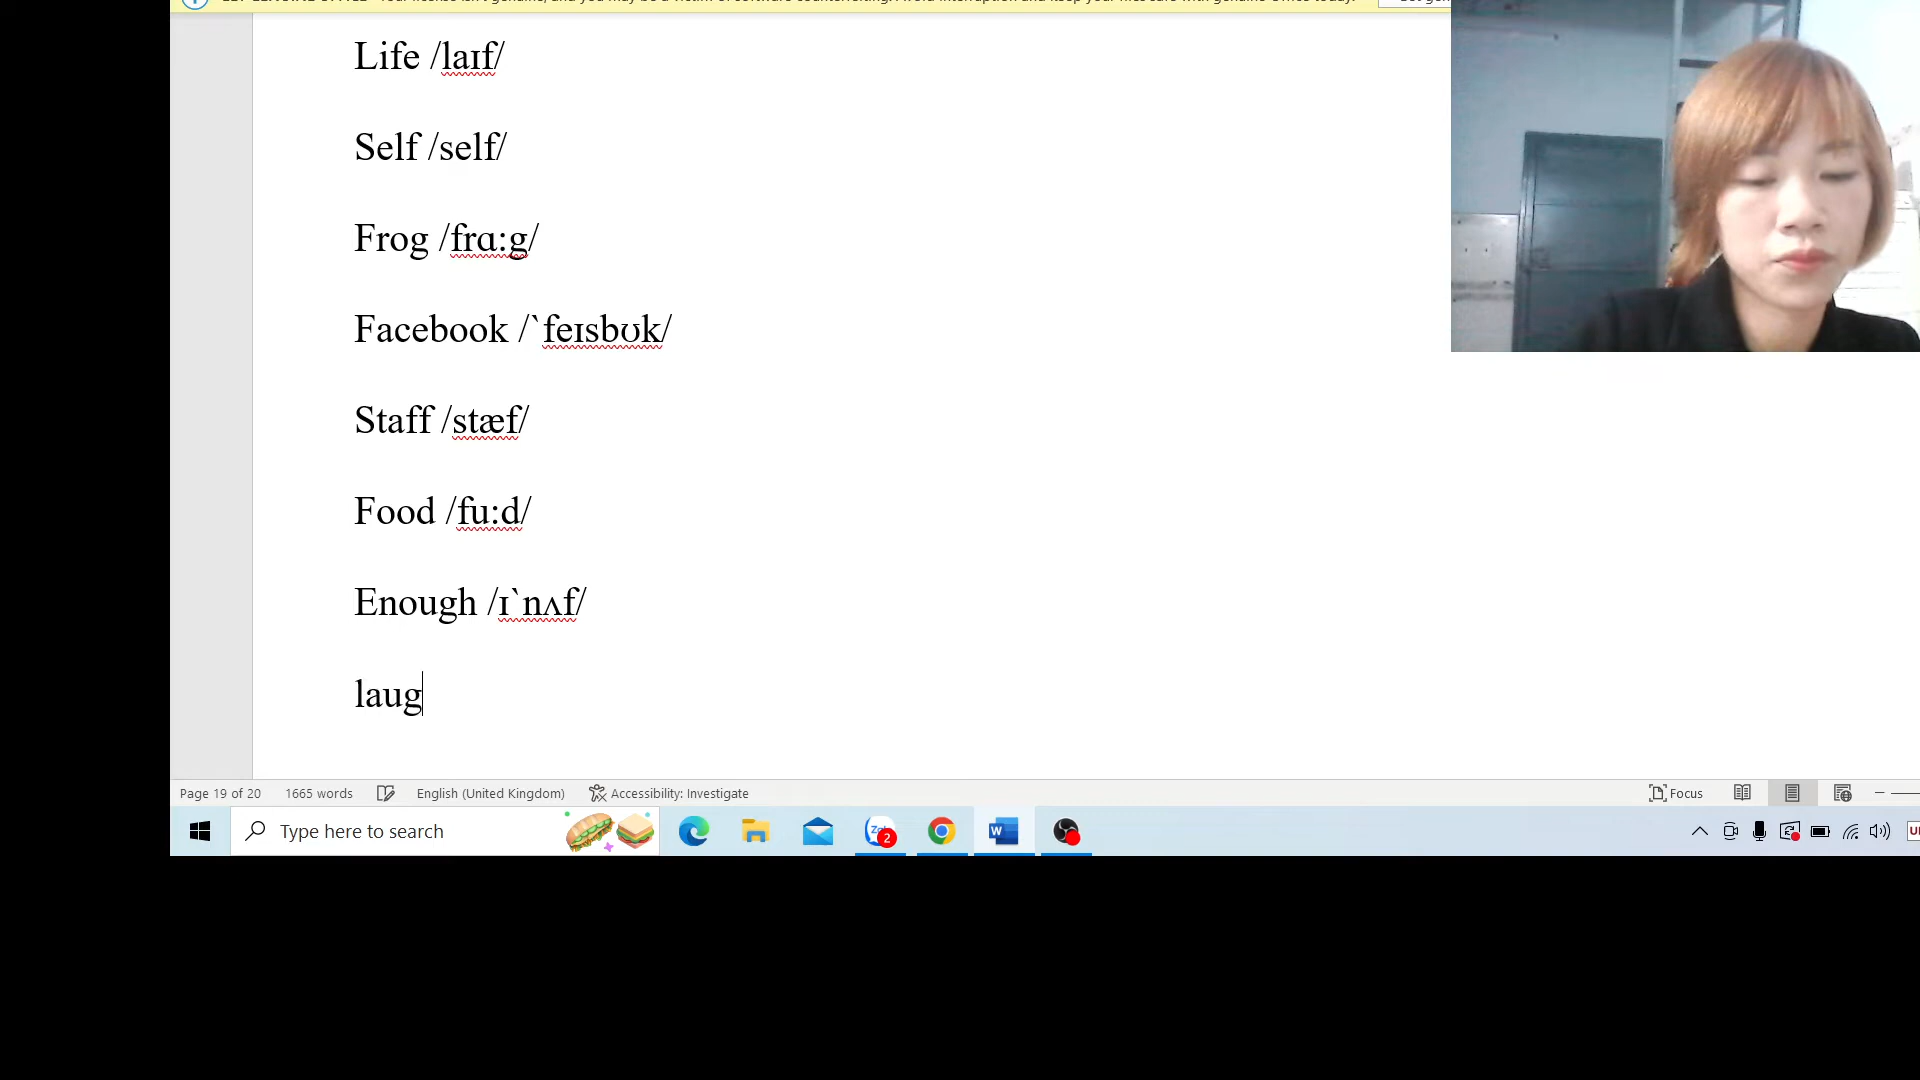 Life /laɪf/
Self /self/
Frog /frɑ:g/
Facebook /`feɪsbʊk/
Staff /stæf/
Food /fu:d/
Enough /ɪ`nʌf/
laug
Page 19 of 20 1665 words English (United Kingdom) Accessibility: Investigate Focus
Type here to search
2